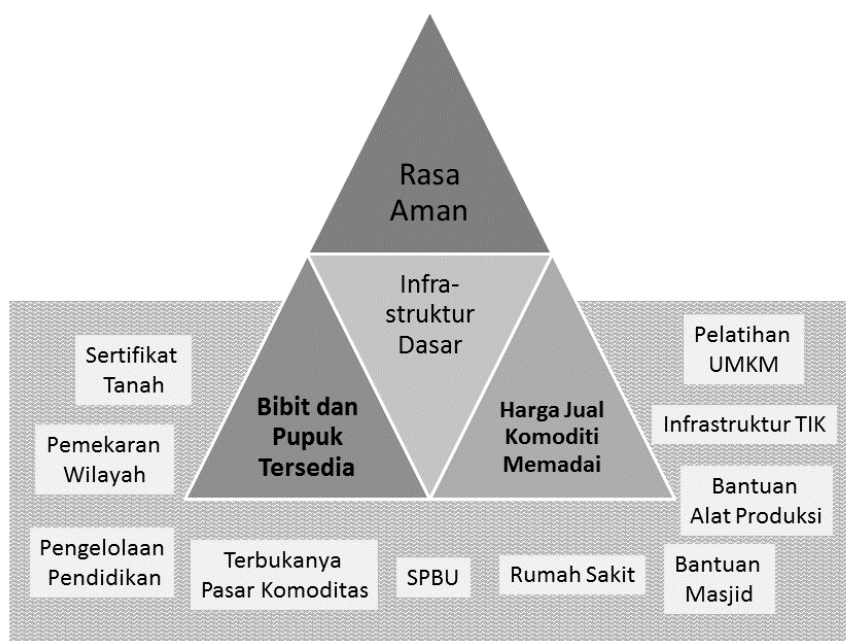 Rasa
Aman
Infra-
struktur
Dasar
Bibit dan
Pupuk
Tersedia
Harga Jual
Komoditi
Memadai
Sertifikat
Tanah
Pemekaran
Wilayah
Pengelolaan
Pendidikan
Terbukanya
Pasar Komoditas
SPBU
Rumah Sakit
Bantuan
Masjid
Bantuan
Alat Produksi
Infrastruktur TIK
Pelatihan
UMKM